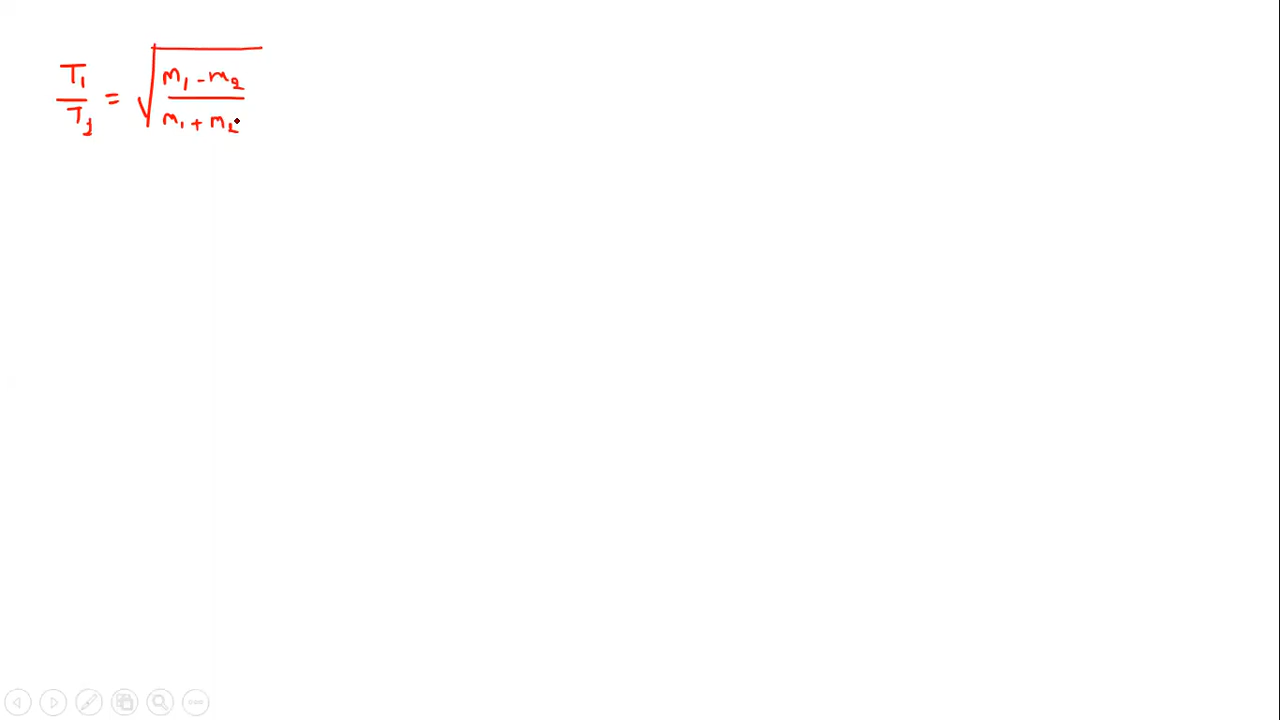 T₁/T₂ = √((m₁ - m₂)/(m₁ + m₂))